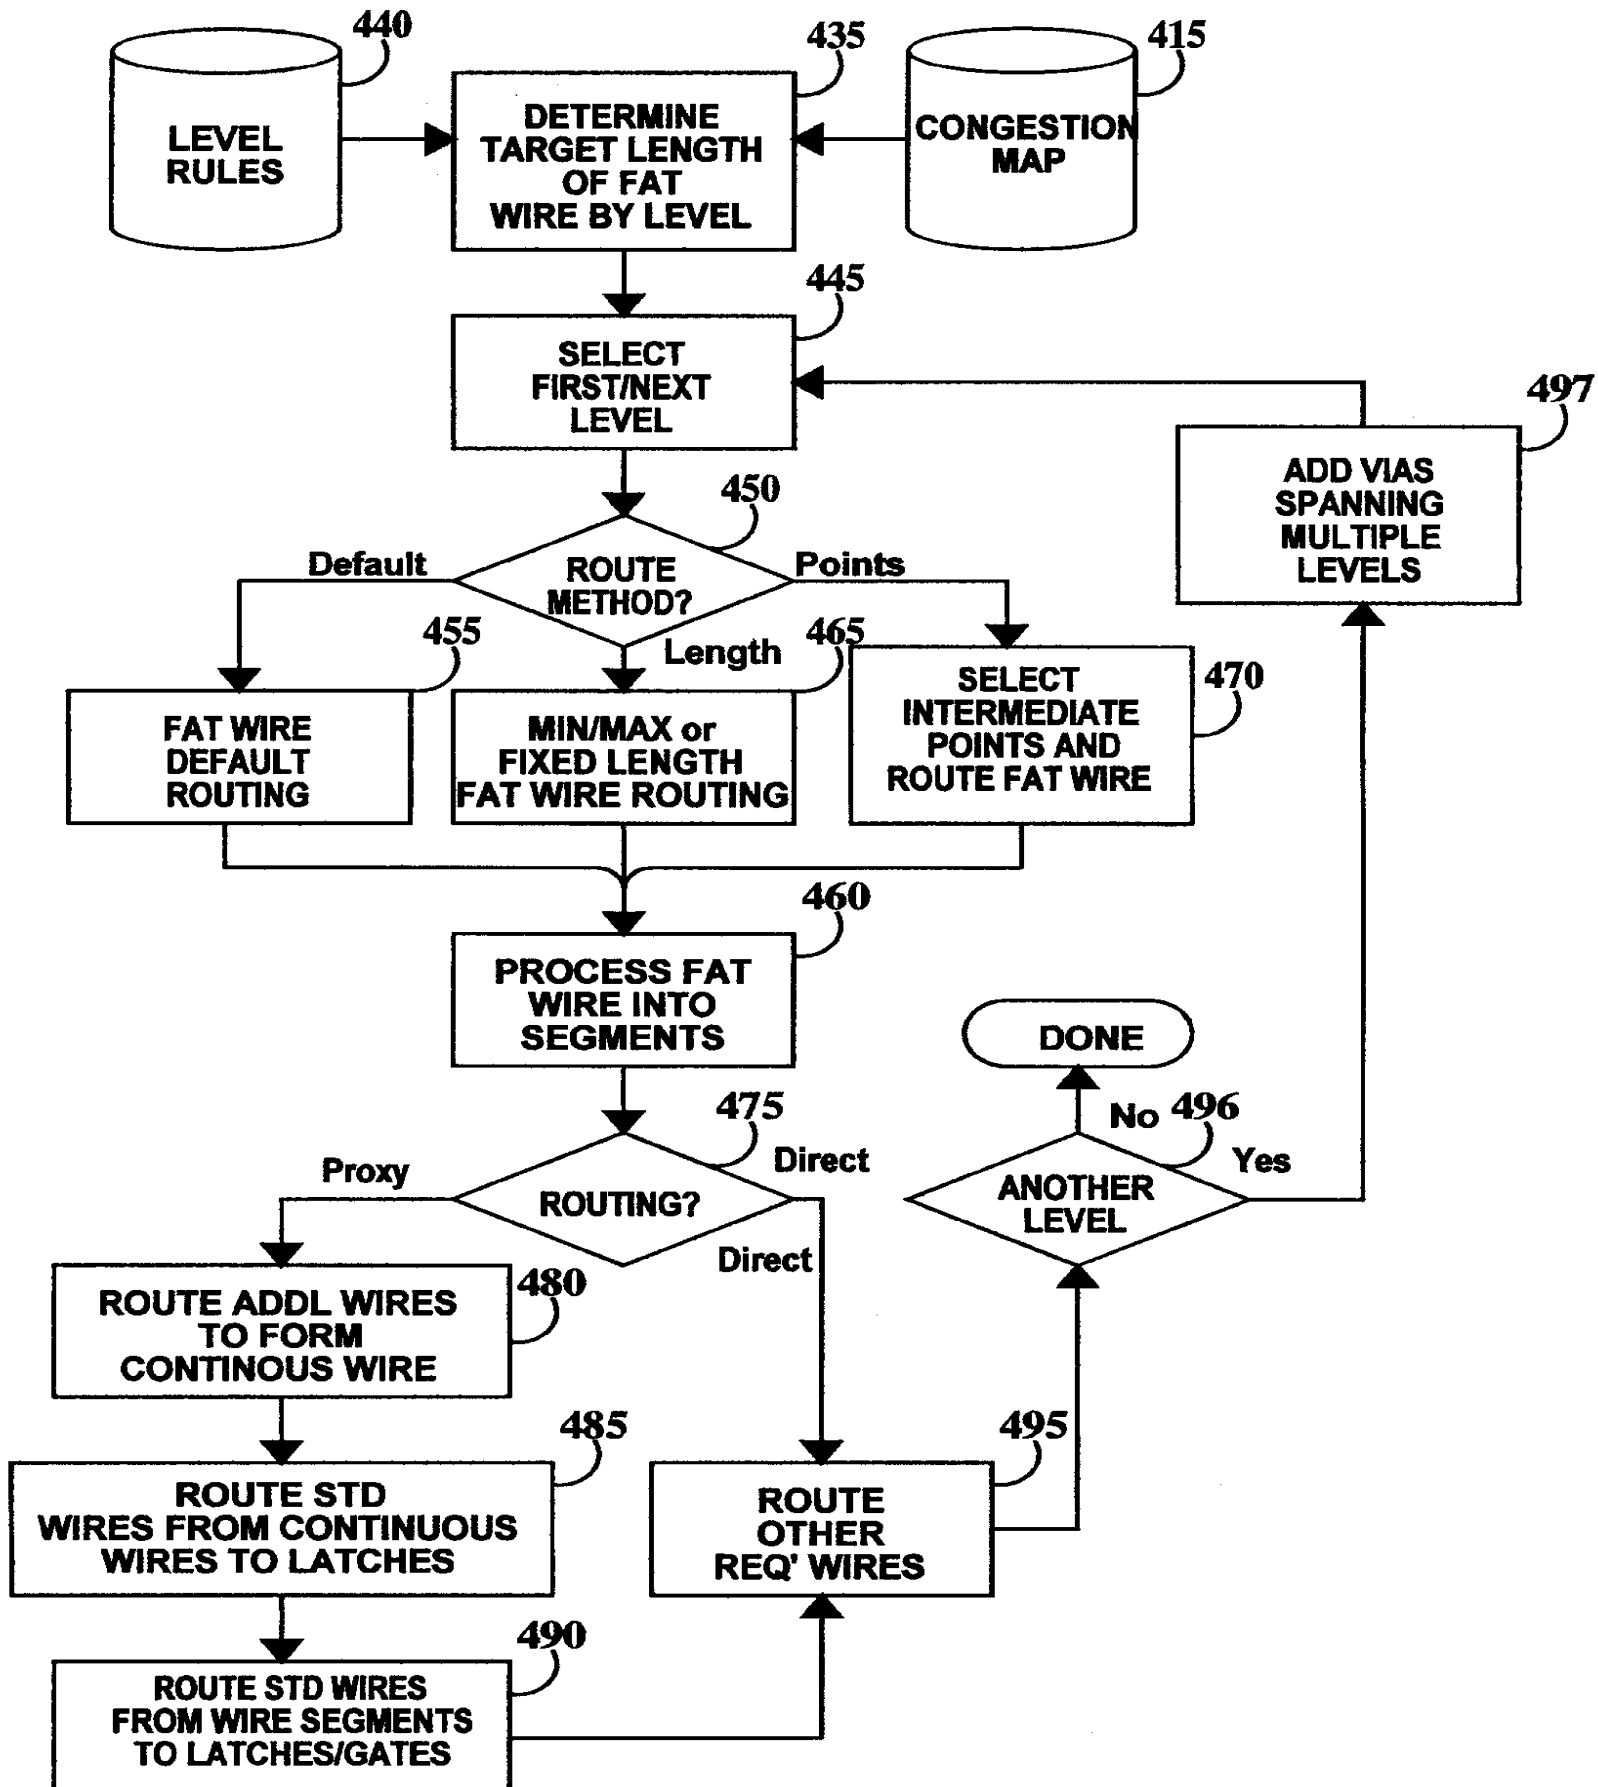 440
435
415
LEVEL
RULES
DETERMINE
TARGET LENGTH
OF FAT
WIRE BY LEVEL
CONGESTION
MAP
445
SELECT
FIRST/NEXT
LEVEL
497
ADD VIAS
SPANNING
MULTIPLE
LEVELS
450
Default
ROUTE
METHOD?
Points
Length
455
465
470
FAT WIRE
DEFAULT
ROUTING
MIN/MAX or
FIXED LENGTH
FAT WIRE ROUTING
SELECT
INTERMEDIATE
POINTS AND
ROUTE FAT WIRE
460
PROCESS FAT
WIRE INTO
SEGMENTS
DONE
475
Proxy
ROUTING?
Direct
Direct
No
496
Yes
ANOTHER
LEVEL
480
ROUTE ADDL WIRES
TO FORM
CONTINOUS WIRE
485
ROUTE STD
WIRES FROM CONTINUOUS
WIRES TO LATCHES
495
ROUTE
OTHER
REQ' WIRES
490
ROUTE STD WIRES
FROM WIRE SEGMENTS
TO LATCHES/GATES